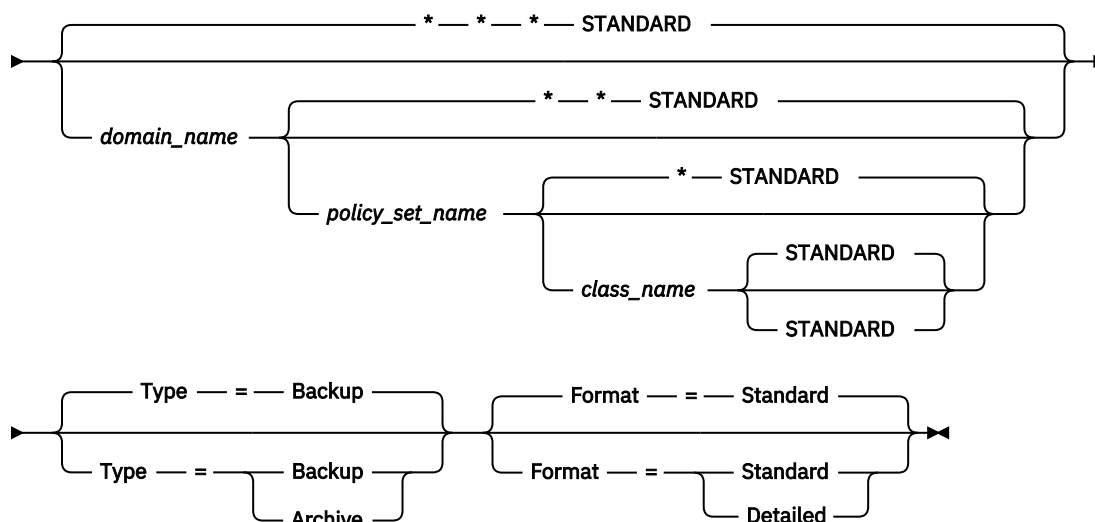 * * * STANDARD
domain_name * * STANDARD
policy_set_name * STANDARD
class_name STANDARD
STANDARD
Type = Backup Format = Standard
Type = Backup Format = Standard
Archive Detailed